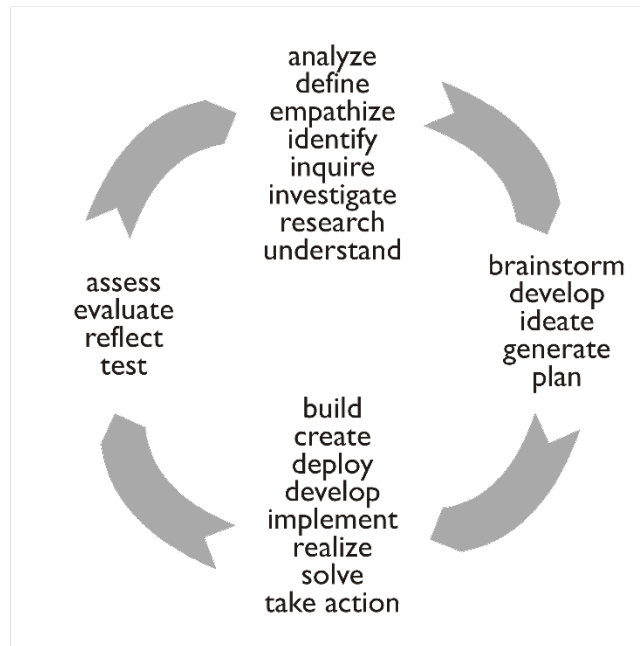 analyze
define
empathize
identify
inquire
investigate
research
understand
brainstorm
develop
ideate
generate
plan
build
create
deploy
develop
implement
realize
solve
take action
assess
evaluate
reflect
test